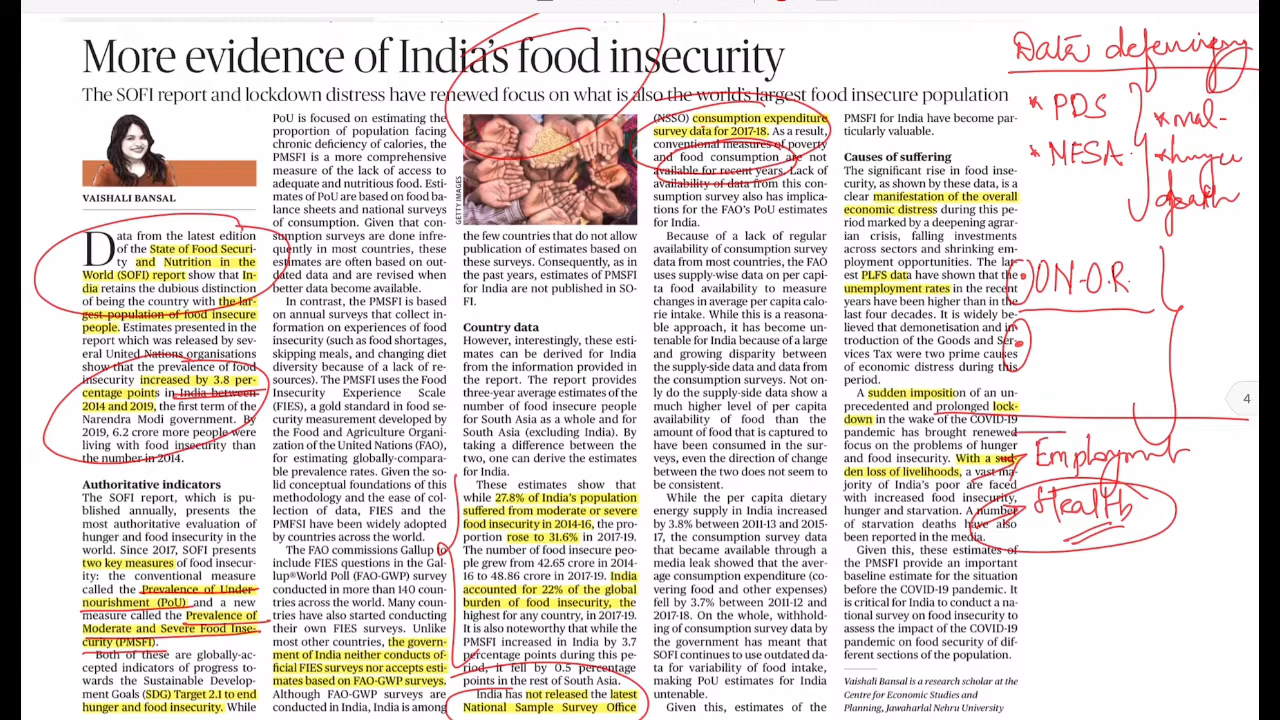 More evidence of India's food insecurity
The SOFI report and lockdown distress have renewed focus on what is also the world's largest food insecure population
VAISHALI BANSAL
Data from the latest edition
of the State of Food Securi-
ty and Nutrition in the
World (SOFI) report show that In-
dia retains the dubious distinction
of being the country with the lar-
gest population of food insecure
people. Estimates presented in the
report which was released by sev-
eral United Nations organisations
show that the prevalence of food
insecurity increased by 3.8 per-
centage points in India between
2014 and 2019, the first term of the
Narendra Modi government. By
2019, 6.2 crore more people were
living with food insecurity than
the number in 2014.
Authoritative indicators
The SOFI report, which is pu-
blished annually, presents the
most authoritative evaluation of
hunger and food insecurity in the
world. Since 2017, SOFI presents
two key measures of food insecur-
ity: the conventional measure
called the Prevalence of Under-
nourishment (PoU) and a new
measure called the Prevalence of
Moderate and Severe Food Inse-
curity (PMSFI).
Both of these are globally-ac-
cepted indicators of progress to-
wards the Sustainable Develop-
ment Goals (SDG) Target 2.1 to end
hunger and food insecurity. While
PoU is focused on estimating the
proportion of population facing
chronic deficiency of calories, the
PMSFI is a more comprehensive
measure of the lack of access to
adequate and nutritious food. Esti-
mates of PoU are based on food ba-
lance sheets and national surveys
of consumption. Given that con-
sumption surveys are done infre-
quently in most countries, these
estimates are often based on out-
dated data and are revised when
better data become available.
In contrast, the PMSFI is based
on annual surveys that collect in-
formation on experiences of food
insecurity (such as food shortages,
skipping meals, and changing diet
diversity because of a lack of re-
sources). The PMSFI uses the Food
Insecurity Experience Scale
(FIES), a gold standard in food se-
curity measurement developed by
the Food and Agriculture Organi-
zation of the United Nations (FAO),
for estimating globally-compara-
ble prevalence rates. Given the so-
lid conceptual foundations of this
methodology and the ease of col-
lection of data, FIES and the
PMFSI have been widely adopted
by countries across the world.
The FAO commissions Gallup to
include FIES questions in the Gal-
lup®World Poll (FAO-GWP) survey
conducted in more than 140 coun-
tries across the world. Many coun-
tries have also started conducting
their own FIES surveys. Unlike
most other countries, the govern-
ment of India neither conducts of-
ficial FIES surveys nor accepts esti-
mates based on FAO-GWP surveys.
Although FAO-GWP surveys are
conducted in India, India is among
GETTY IMAGES
the few countries that do not allow
publication of estimates based on
these surveys. Consequently, as in
the past years, estimates of PMSFI
for India are not published in SO-
FI.
Country data
However, interestingly, these esti-
mates can be derived for India
from the information provided in
the report. The report provides
three-year average estimates of the
number of food insecure people
for South Asia as a whole and for
South Asia (excluding India). By
taking a difference between the
two, one can derive the estimates
for India.
These estimates show that
while 27.8% of India's population
suffered from moderate or severe
food insecurity in 2014-16, the pro-
portion rose to 31.6% in 2017-19.
The number of food insecure peo-
ple grew from 42.65 crore in 2014-
16 to 48.86 crore in 2017-19. India
accounted for 22% of the global
burden of food insecurity, the
highest for any country, in 2017-19.
It is also noteworthy that while the
PMSFI increased in India by 3.7
percentage points during this pe-
riod, it fell by 0.5 percentage
points in the rest of South Asia.
India has not released the latest
National Sample Survey Office
(NSSO) consumption expenditure
survey data for 2017-18. As a result,
conventional measures of poverty
and food consumption are not
available for recent years. Lack of
availability of data from this con-
sumption survey also has implica-
tions for the FAO's PoU estimates
for India.
Because of a lack of regular
availability of consumption survey
data from most countries, the FAO
uses supply-wise data on per capi-
ta food availability to measure
changes in average per capita calo-
rie intake. While this is a reasona-
ble approach, it has become un-
tenable for India because of a large
and growing disparity between
the supply-side data and data from
the consumption surveys. Not on-
ly do the supply-side data show a
much higher level of per capita
availability of food than the
amount of food that is captured to
have been consumed in the sur-
veys, even the direction of change
between the two does not seem to
be consistent.
While the per capita dietary
energy supply in India increased
by 3.8% between 2011-13 and 2015-
17, the consumption survey data
that became available through a
media leak showed that the aver-
age consumption expenditure (co-
vering food and other expenses)
fell by 3.7% between 2011-12 and
2017-18. On the whole, withhold-
ing of consumption survey data by
the government has meant that
SOFI continues to use outdated da-
ta for variability of food intake,
making PoU estimates for India
untenable.
Given this, estimates of the
PMSFI for India have become par-
ticularly valuable.
Causes of suffering
The significant rise in food inse-
curity, as shown by these data, is a
clear manifestation of the overall
economic distress during this pe-
riod marked by a deepening agrar-
ian crisis, falling investments
across sectors and shrinking em-
ployment opportunities. The lat-
est PLFS data have shown that the
unemployment rates in the recent
years have been higher than in the
last four decades. It is widely be-
lieved that demonetisation and in-
troduction of the Goods and Ser-
vices Tax were two prime causes
of economic distress during this
period.
A sudden imposition of an un-
precedented and prolonged lock-
down in the wake of the COVID-19
pandemic has brought renewed
focus on the problems of hunger
and food insecurity. With a sud-
den loss of livelihoods, a vast ma-
jority of India's poor are faced
with increased food insecurity,
hunger and starvation. A number
of starvation deaths have also
been reported in the media.
Given this, these estimates of
the PMSFI provide an important
baseline estimate for the situation
before the COVID-19 pandemic. It
is critical for India to conduct a na-
tional survey on food insecurity to
assess the impact of the COVID-19
pandemic on food security of dif-
ferent sections of the population.
Vaishali Bansal is a research scholar at the
Centre for Economic Studies and
Planning, Jawaharlal Nehru University
Data
* PDS
* NFSA
* mal-
* hunger
death
ON.O.R.
4
Employment
Health